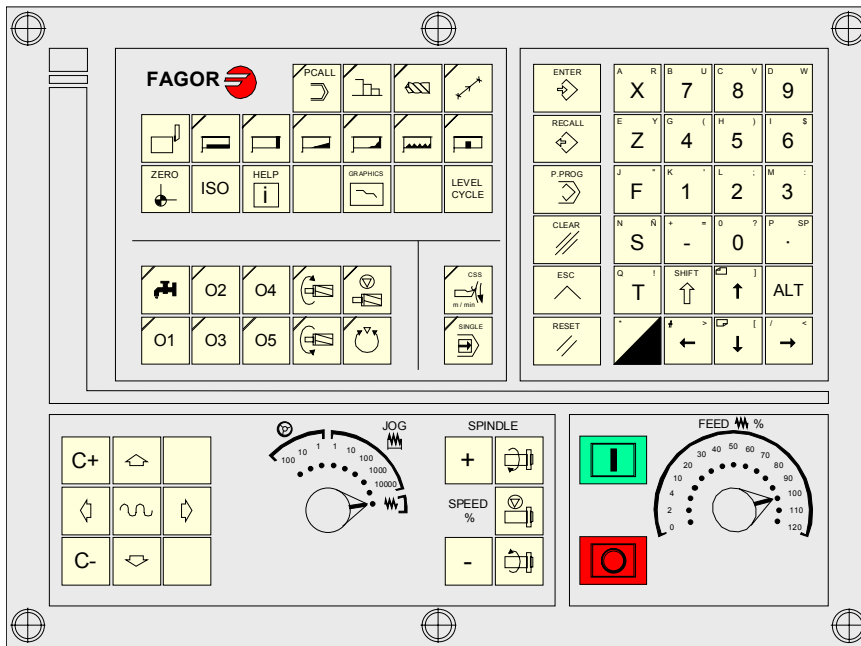 FAGOR
PCALL
ZERO
ISO
HELP
i
GRAPHICS
LEVEL
CYCLE
O2
O4
CSS
m / min
O1
O3
O5
SINGLE
ENTER
A R
X
B U
7
C V
8
D W
9
RECALL
E Y
Z
G (
4
H )
5
I $
6
P.PROG
J "
F
K '
1
L ;
2
M :
3
CLEAR
N Ñ
S
+ =
-
0 ?
0
P SP
.
ESC
Q !
T
SHIFT
⇧
]
↑
ALT
RESET
*
>
←
[
↓
/ <
→
C+
C-
JOG
100 10 1 1 10 100 1000 10000
SPINDLE
+
SPEED
%
-
FEED %
0 2 4 10 20 30 40 50 60 70 80 90 100 110 120